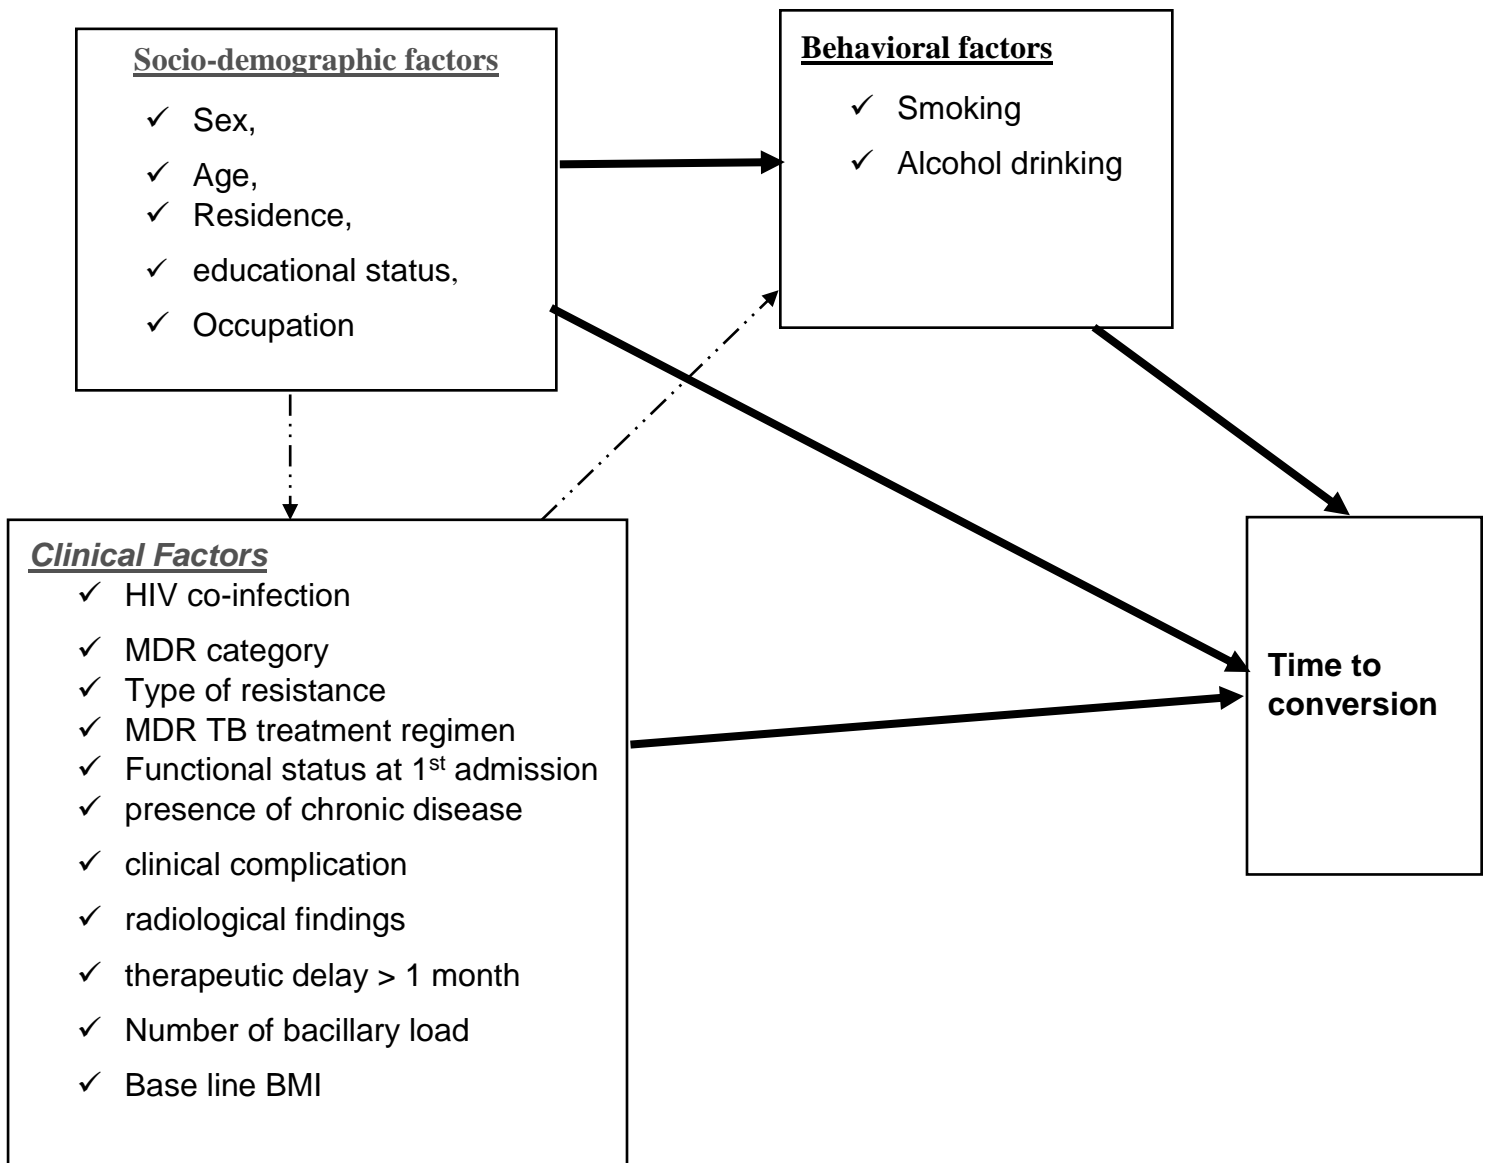 Socio-demographic factors
Sex,
Age,
Residence,
educational status,
Occupation
Behavioral factors
Smoking
Alcohol drinking
Clinical Factors
HIV co-infection
MDR category
Type of resistance
MDR TB treatment regimen
Functional status at 1st admission
presence of chronic disease
clinical complication
radiological findings
therapeutic delay > 1 month
Number of bacillary load
Base line BMI
Time to
conversion